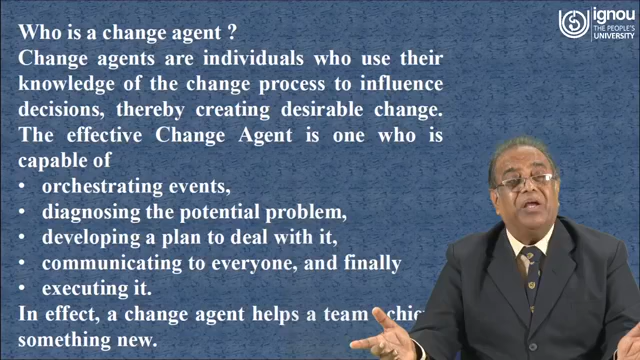 Who is a change agent ?
Change agents are individuals who use their
knowledge of the change process to influence
decisions, thereby creating desirable change.
The effective Change Agent is one who is
capable of
• orchestrating events,
• diagnosing the potential problem,
• developing a plan to deal with it,
• communicating to everyone, and finally
• executing it.
In effect, a change agent helps a team
something new.
ignou
THE PEOPLE'S
UNIVERSITY